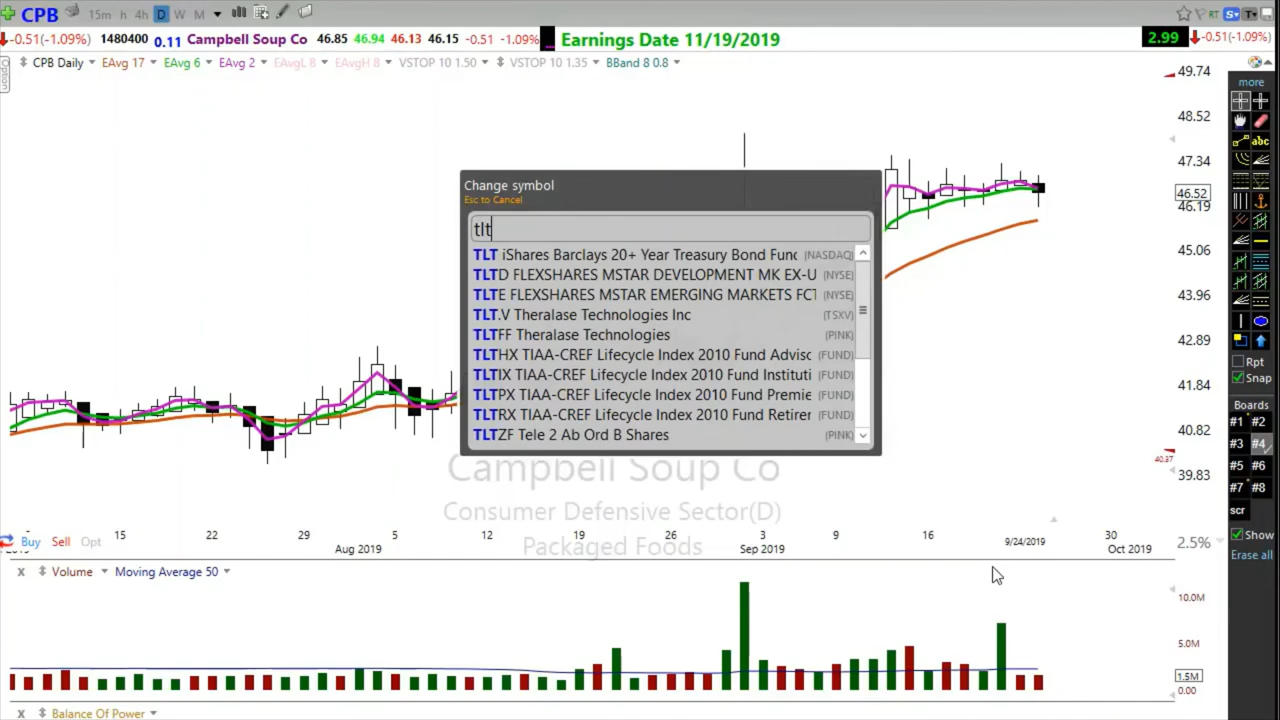 CPB 15m h 4h D W M RT S T
-0.51(-1.09%) 1480400 0.11 Campbell Soup Co 46.85 46.94 46.13 46.15 -0.51 -1.09% Earnings Date 11/19/2019 2.99 -0.51(-1.09%)
Option
CPB Daily EAvg 17 EAvg 6 EAvg 2 EAvgL 8 EAvgH 8 VSTOP 10 1.50 VSTOP 10 1.35 BBand 8 0.8
49.74
48.52
47.34
46.52
46.19
45.06
43.96
42.89
41.84
40.82
40.37
39.83
more
abc
Rpt
Snap
Boards
#1 #2
#3 #4
#5 #6
#7 #8
scr
Show
Erase all
Change symbol
Esc to Cancel
tlt
TLT iShares Barclays 20+ Year Treasury Bond Func (NASDAQ)
TLTD FLEXSHARES MSTAR DEVELOPMENT MK EX-U (NYSE)
TLTE FLEXSHARES MSTAR EMERGING MARKETS FCT (NYSE)
TLT.V Theralase Technologies Inc (TSXV)
TLTFF Theralase Technologies (PINK)
TLTHX TIAA-CREF Lifecycle Index 2010 Fund Advisc (FUND)
TLTIX TIAA-CREF Lifecycle Index 2010 Fund Instituti (FUND)
TLTPX TIAA-CREF Lifecycle Index 2010 Fund Premie (FUND)
TLTRX TIAA-CREF Lifecycle Index 2010 Fund Retirer (FUND)
TLTZF Tele 2 Ab Ord B Shares (PINK)
Campbell Soup Co
Consumer Defensive Sector(D)
Packaged Foods
15 22 29 5 12 19 26 3 9 16 9/24/2019 30
Aug 2019 Sep 2019 Oct 2019
Buy Sell Opt
2.5%
X Volume Moving Average 50
10.0M
5.0M
1.5M
0.00
X Balance Of Power